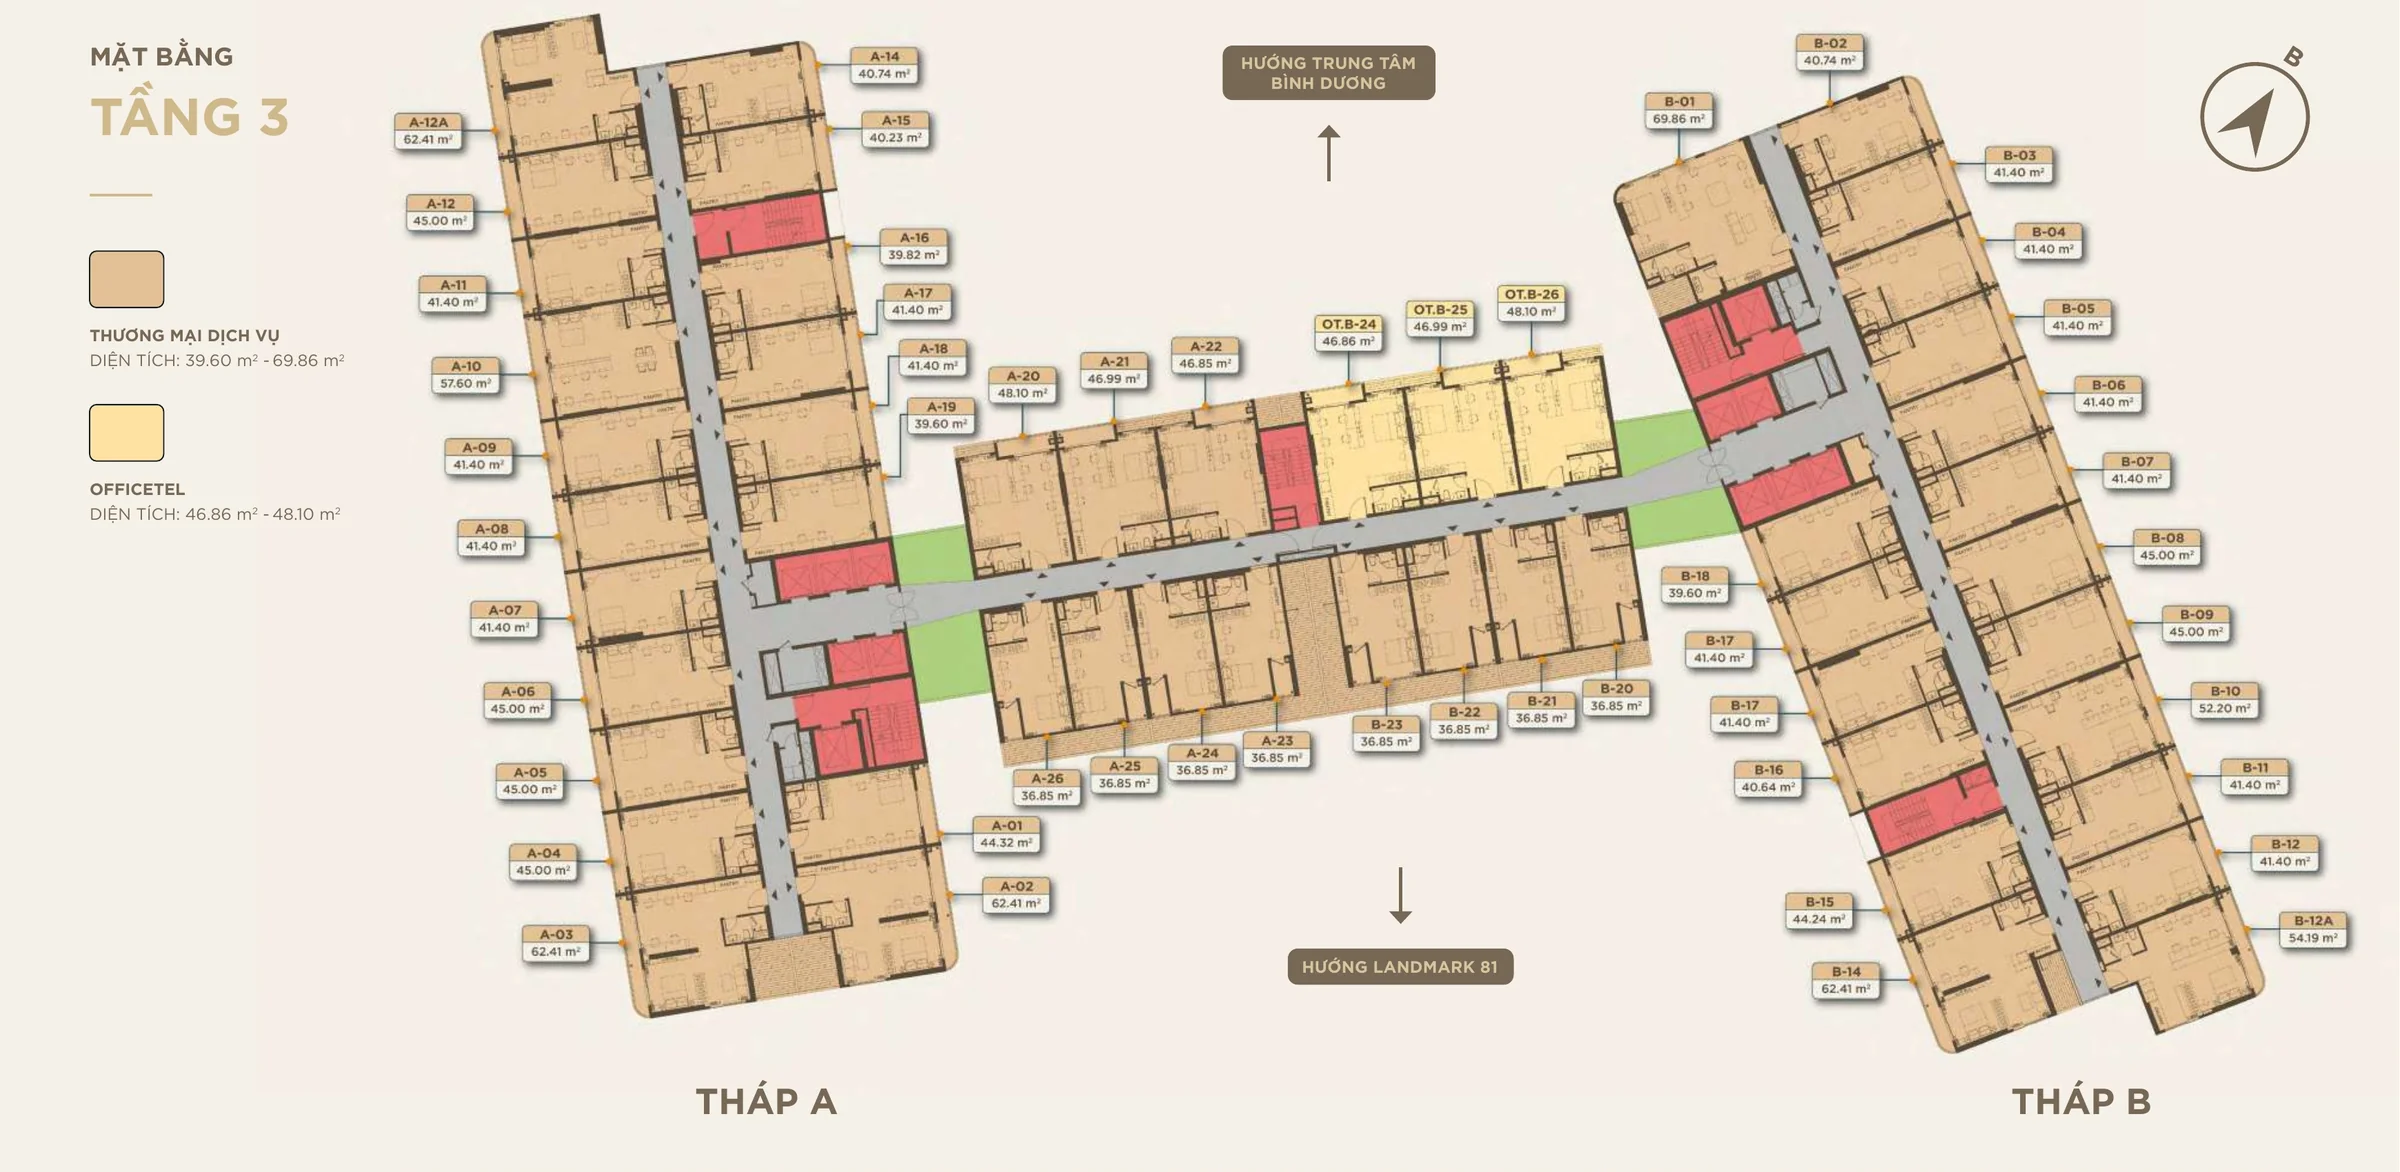 MẶT BẰNG
TẦNG 3
THƯƠNG MẠI DỊCH VỤ
DIỆN TÍCH: 39.60 m² - 69.86 m²
OFFICETEL
DIỆN TÍCH: 46.86 m² - 48.10 m²
HƯỚNG TRUNG TÂM
BÌNH DƯƠNG
B
A-14
40.74 m²
A-15
40.23 m²
A-16
39.82 m²
A-17
41.40 m²
A-18
41.40 m²
A-19
39.60 m²
A-12A
62.41 m²
A-12
45.00 m²
A-11
41.40 m²
A-10
57.60 m²
A-09
41.40 m²
A-08
41.40 m²
A-07
41.40 m²
A-06
45.00 m²
A-05
45.00 m²
A-04
45.00 m²
A-03
62.41 m²
A-01
44.32 m²
A-02
62.41 m²
A-20
48.10 m²
A-21
46.99 m²
A-22
46.85 m²
OT.B-24
46.86 m²
OT.B-25
46.99 m²
OT.B-26
48.10 m²
A-26
36.85 m²
A-25
36.85 m²
A-24
36.85 m²
A-23
36.85 m²
B-23
36.85 m²
B-22
36.85 m²
B-21
36.85 m²
B-20
36.85 m²
B-01
69.86 m²
B-02
40.74 m²
B-03
41.40 m²
B-04
41.40 m²
B-05
41.40 m²
B-06
41.40 m²
B-07
41.40 m²
B-08
45.00 m²
B-09
45.00 m²
B-10
52.20 m²
B-11
41.40 m²
B-12
41.40 m²
B-12A
54.19 m²
B-18
39.60 m²
B-17
41.40 m²
B-17
41.40 m²
B-16
40.64 m²
B-15
44.24 m²
B-14
62.41 m²
HƯỚNG LANDMARK 81
THÁP A
THÁP B